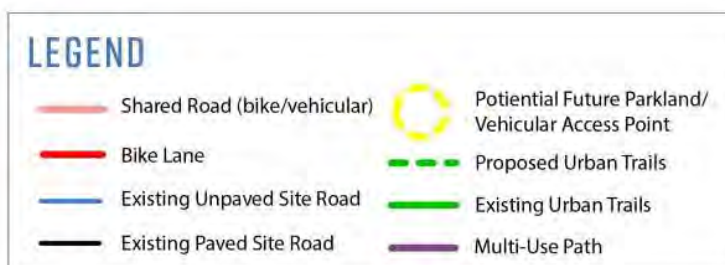 LEGEND
Shared Road (bike/vehicular)
Bike Lane
Existing Unpaved Site Road
Existing Paved Site Road
Potiential Future Parkland/
Vehicular Access Point
Proposed Urban Trails
Existing Urban Trails
Multi-Use Path